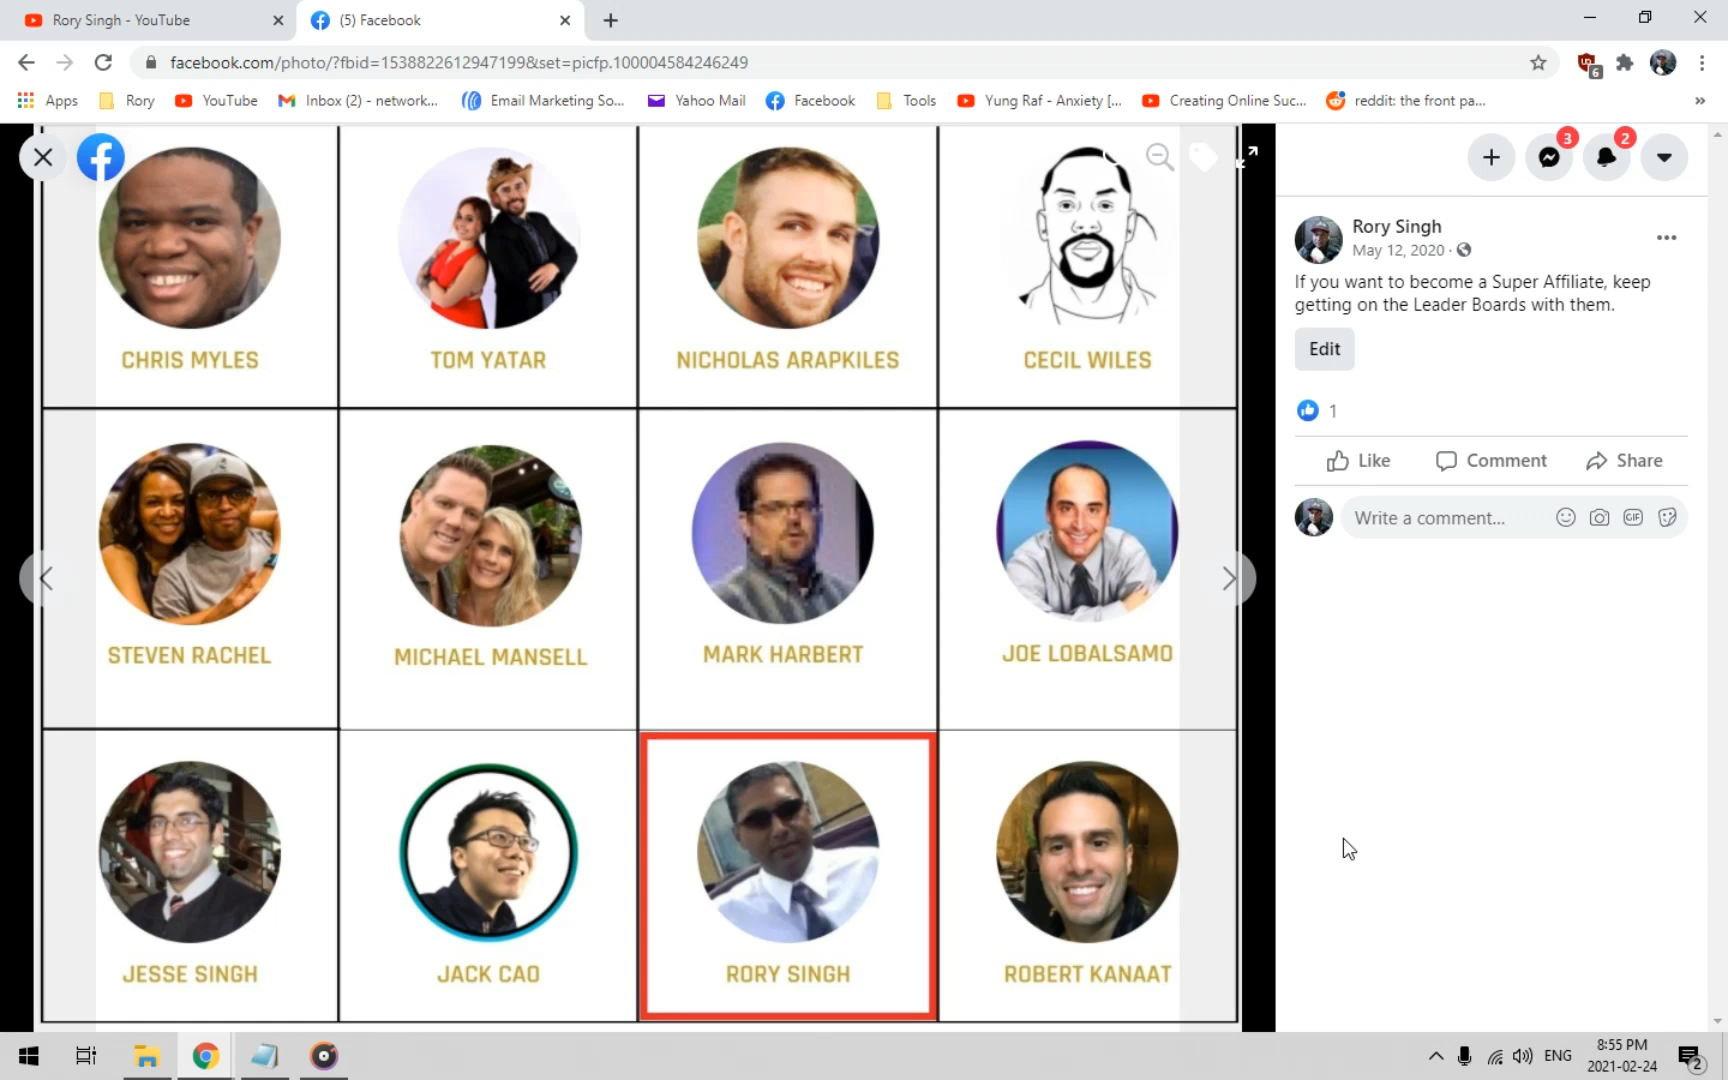 Rory Singh - YouTube
(5) Facebook
facebook.com/photo/?fbid=1538822612947199&set=picfp.100004584246249
6
Apps
Rory
YouTube
Inbox (2) - network...
Email Marketing So...
Yahoo Mail
Facebook
Tools
Yung Raf - Anxiety [...
Creating Online Suc...
reddit: the front pa...
»
3
2
CHRIS MYLES
TOM YATAR
NICHOLAS ARAPKILES
CECIL WILES
STEVEN RACHEL
MICHAEL MANSELL
MARK HARBERT
JOE LOBALSAMO
JESSE SINGH
JACK CAO
RORY SINGH
ROBERT KANAAT
Rory Singh
May 12, 2020 ·
If you want to become a Super Affiliate, keep
getting on the Leader Boards with them.
Edit
1
Like
Comment
Share
Write a comment...
GIF
ENG
8:55 PM
2021-02-24
2